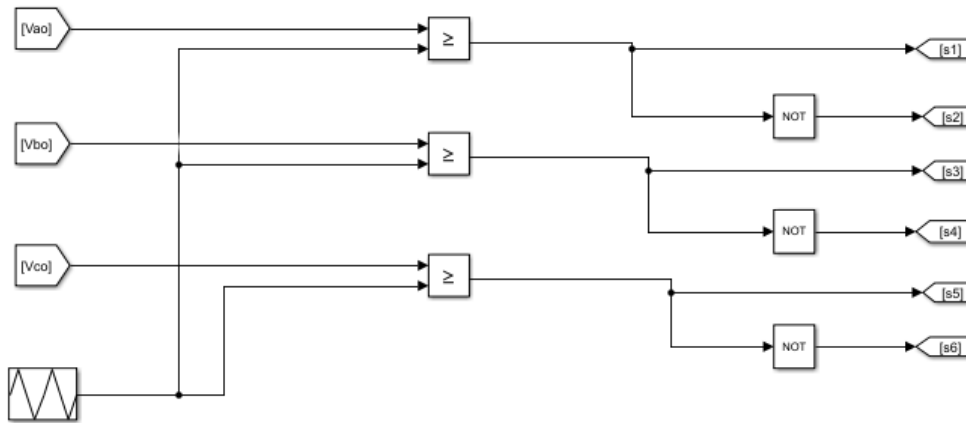 [Vao]
≥
[s1]
NOT
[s2]
[Vbo]
≥
[s3]
NOT
[s4]
[Vco]
≥
[s5]
NOT
[s6]